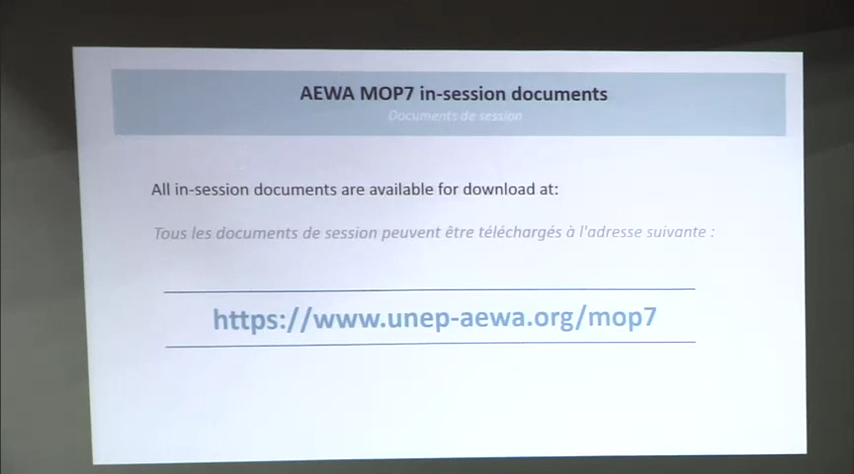 AEWA MOP7 in-session documents
Documents de session
All in-session documents are available for download at:
Tous les documents de session peuvent être téléchargés à l'adresse suivante :
https://www.unep-aewa.org/mop7